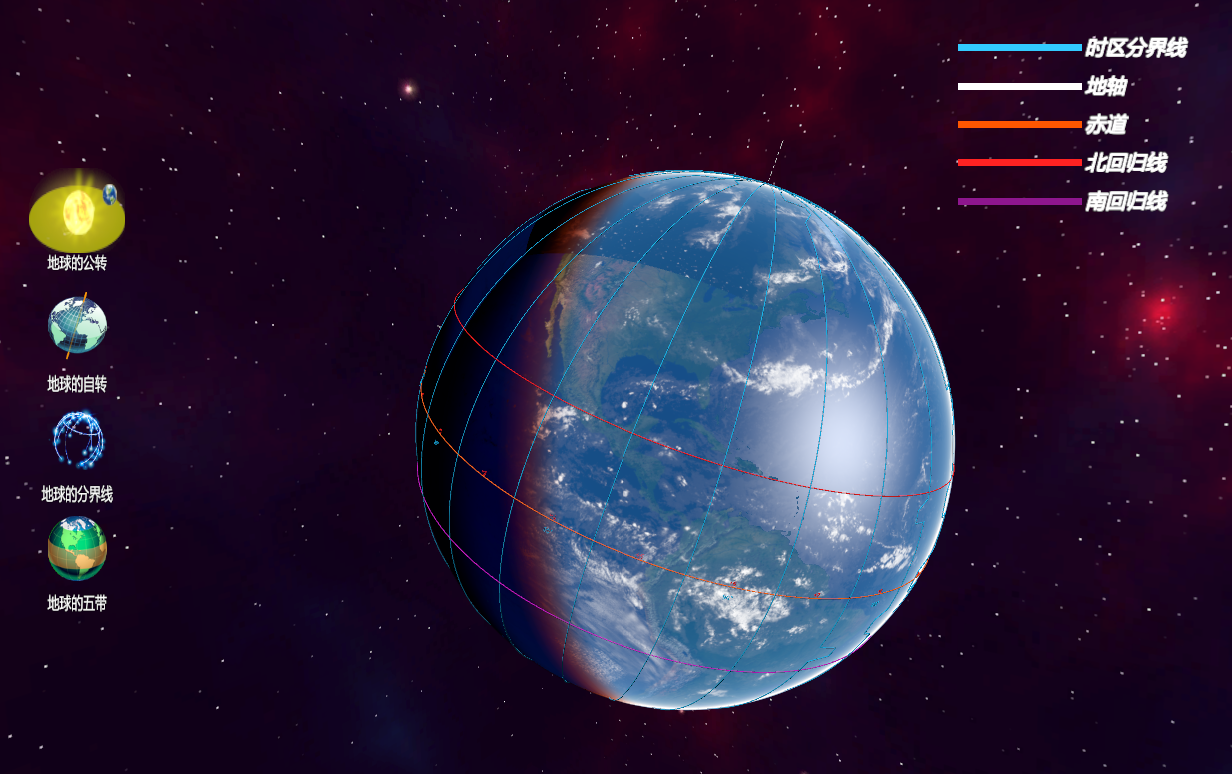 时区分界线
地轴
赤道
北回归线
南回归线
地球的公转
地球的自转
地球的分界线
地球的五带